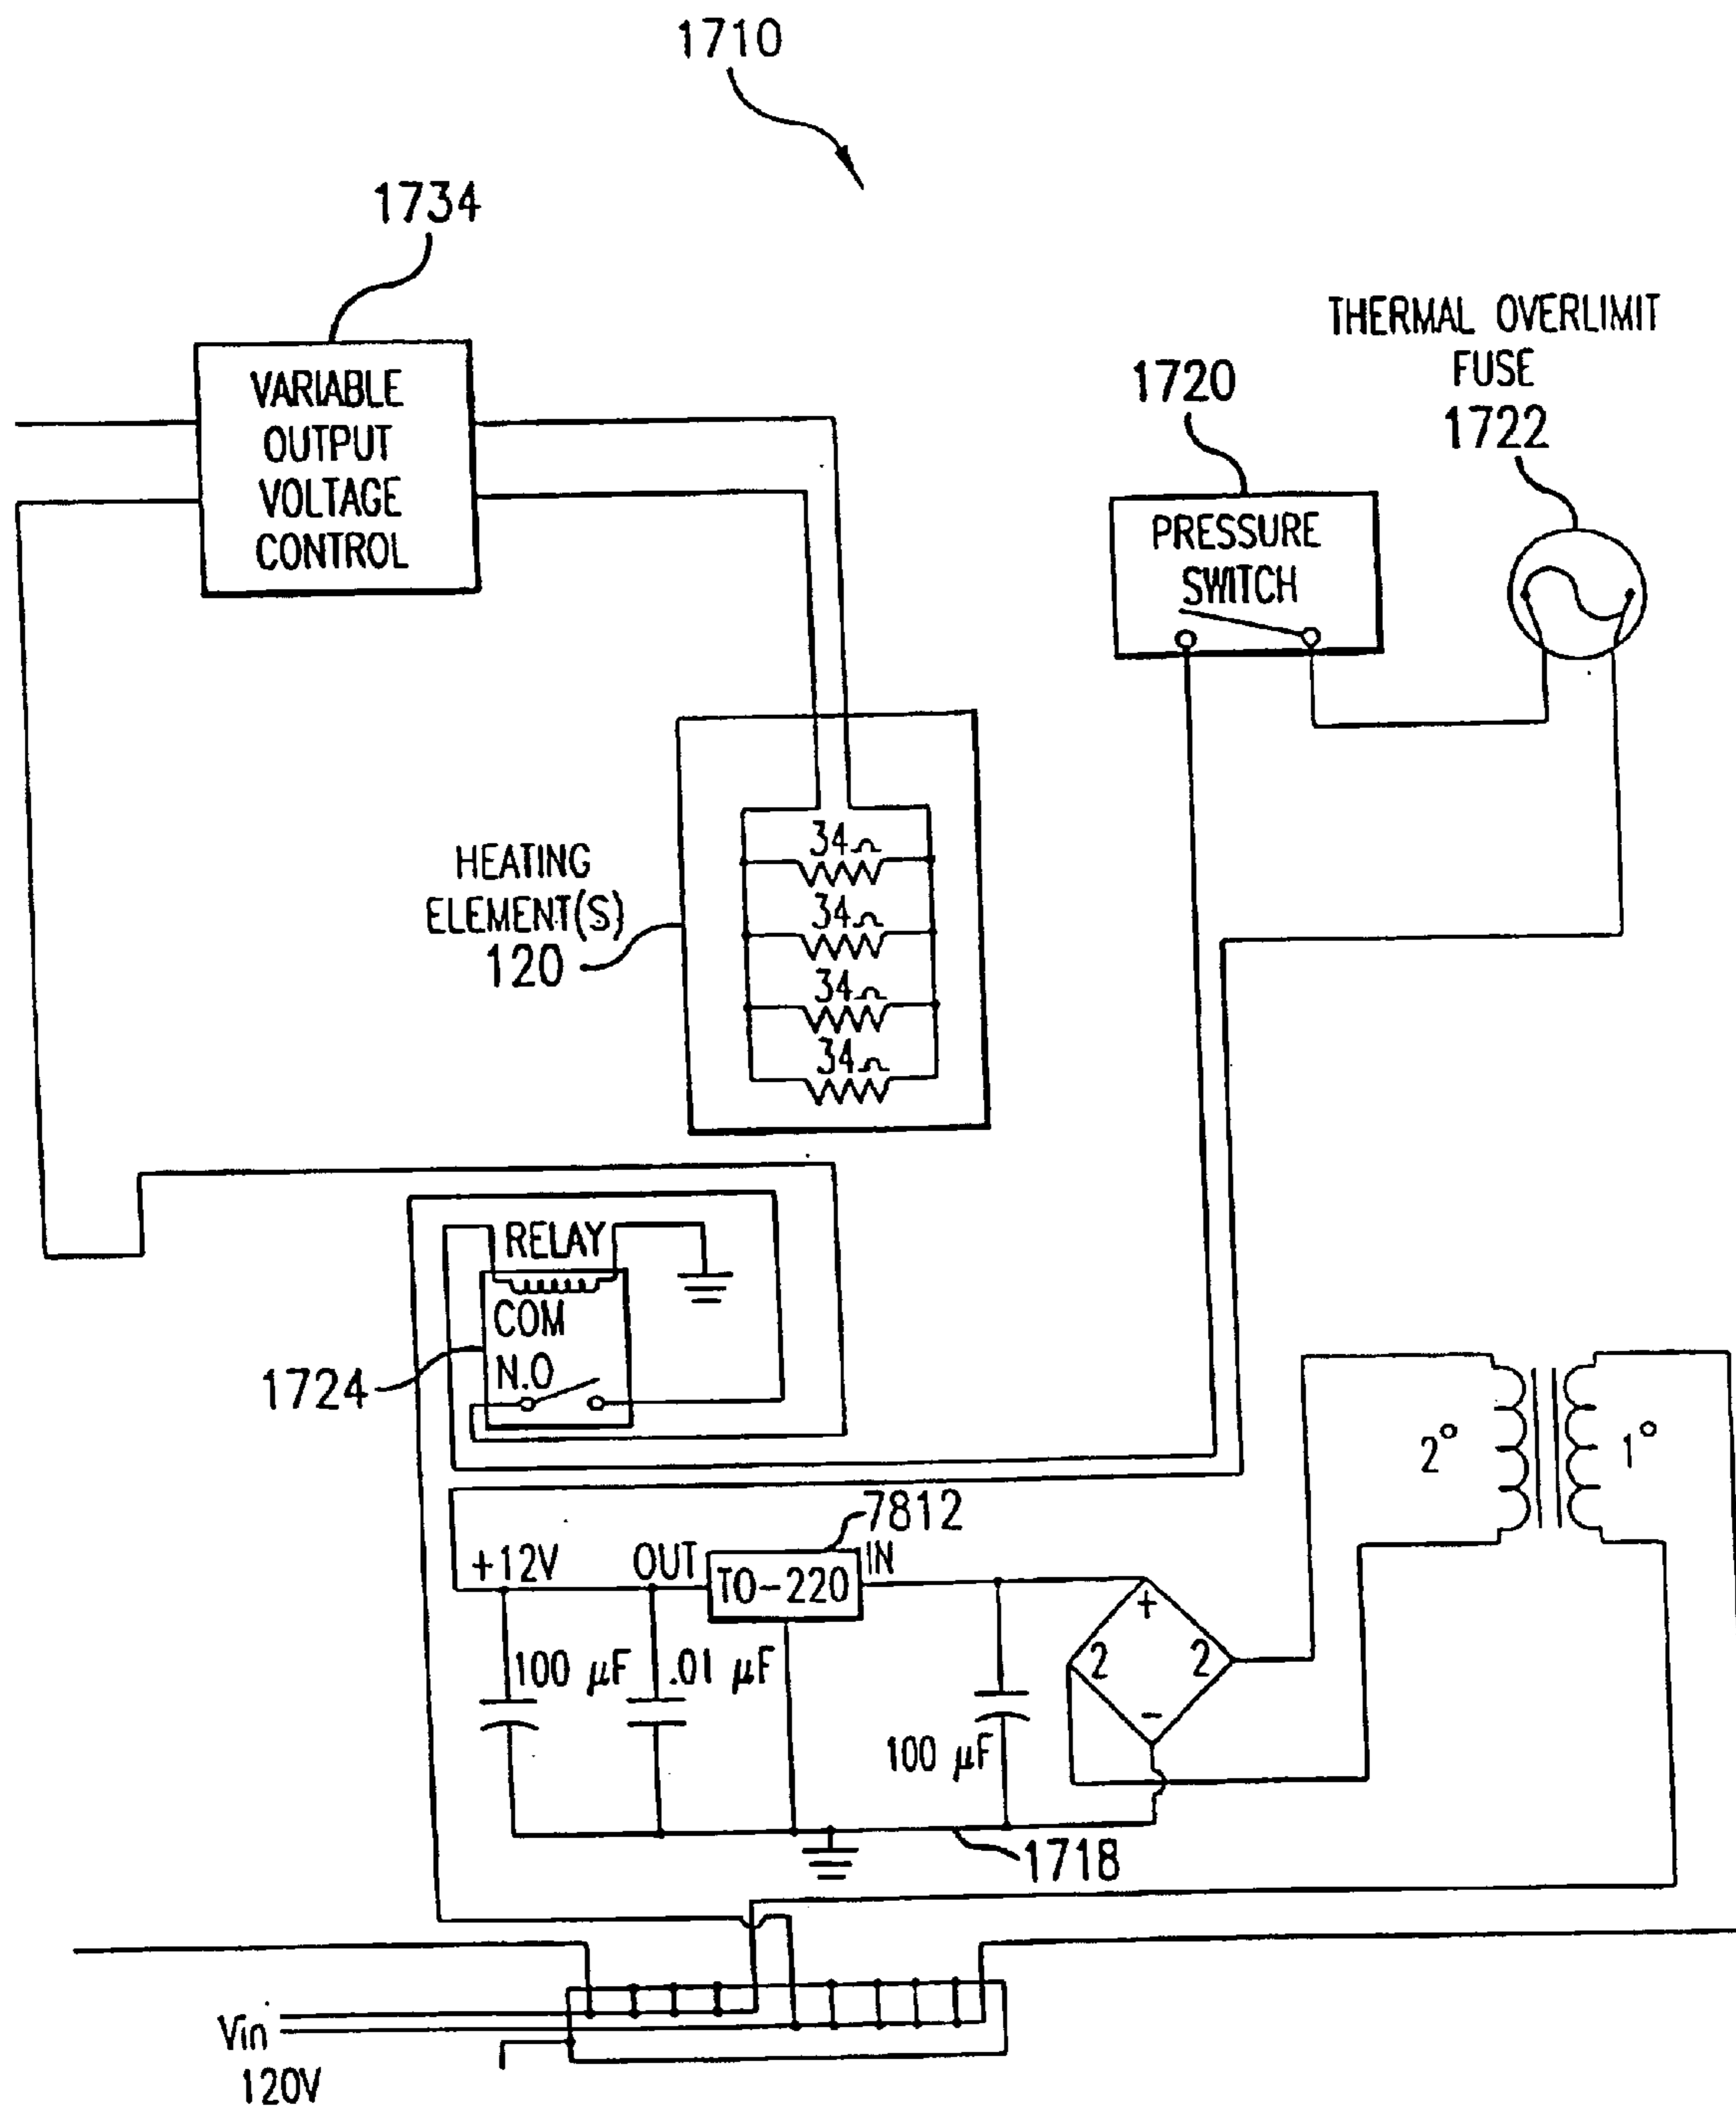 1710
1734
VARIABLE
OUTPUT
VOLTAGE
CONTROL
THERMAL OVERLIMIT
FUSE
1722
1720
PRESSURE
SWITCH
HEATING
ELEMENT(S)
120
34Ω
34Ω
34Ω
34Ω
RELAY
COM
N.O
1724
2°
1°
7812
+12V
OUT
TO-220
IN
100 µF
.01 µF
100 µF
+
2
2
-
1718
Vin
120V